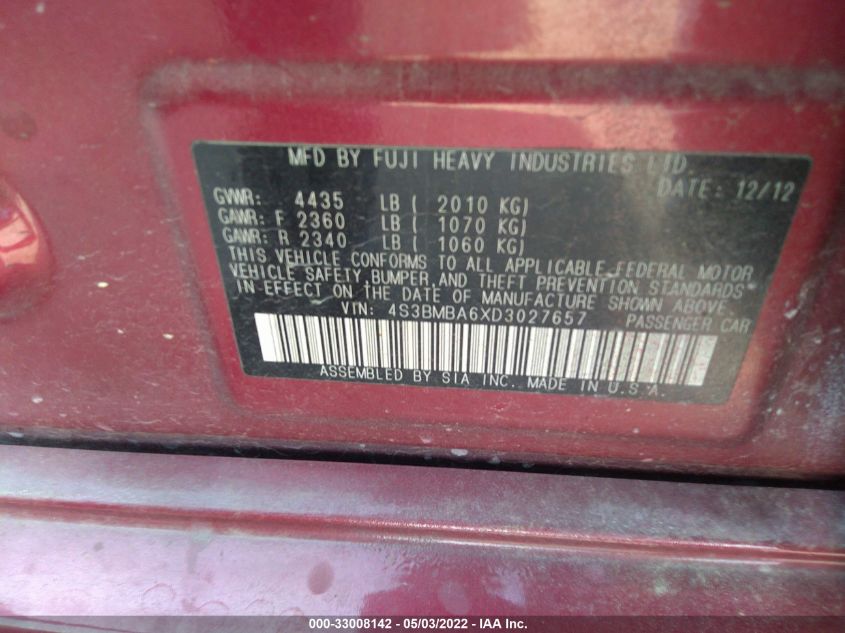 MFD BY FUJI HEAVY INDUSTRIES LTD.
DATE: 12/12
GVWR: 4435 LB ( 2010 KG)
GAWR: F 2360 LB ( 1070 KG)
GAWR: R 2340 LB ( 1060 KG)
THIS VEHICLE CONFORMS TO ALL APPLICABLE FEDERAL MOTOR
VEHICLE SAFETY, BUMPER, AND THEFT PREVENTION STANDARDS
IN EFFECT ON THE DATE OF MANUFACTURE SHOWN ABOVE.
VIN: 4S3BMBA6XD3027657 PASSENGER CAR
ASSEMBLED BY SIA INC. MADE IN U.S.A.
000-33008142 - 05/03/2022 - IAA Inc.